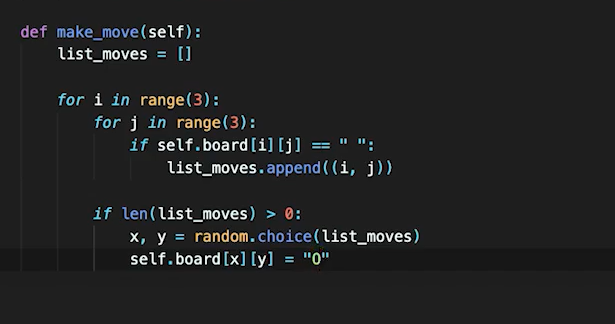 def make_move(self):
    list_moves = []

    for i in range(3):
        for j in range(3):
            if self.board[i][j] == " ":
                list_moves.append((i, j))

        if len(list_moves) > 0:
            x, y = random.choice(list_moves)
            self.board[x][y] = "O"